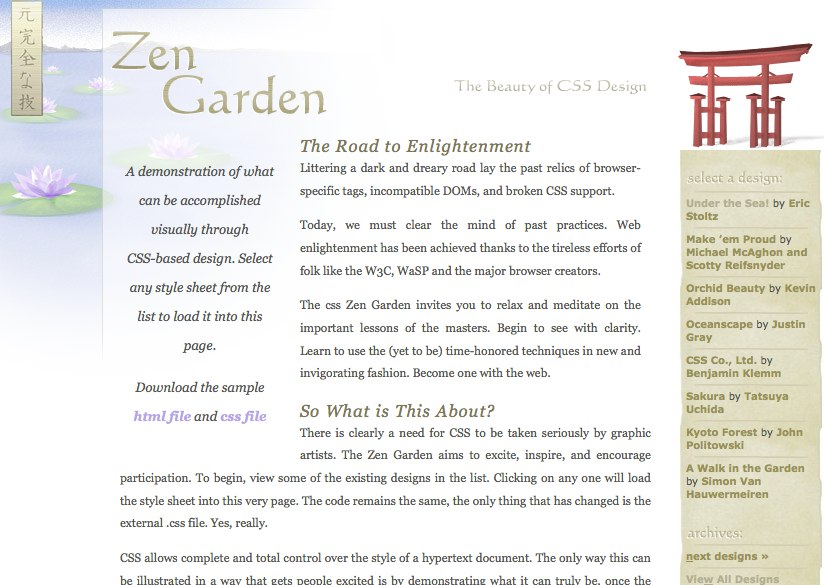 元
完
全
な
技
Zen
Garden
The Beauty of CSS Design
A demonstration of what
can be accomplished
visually through
CSS-based design. Select
any style sheet from the
list to load it into this
page.
Download the sample
html file and css file
The Road to Enlightenment
Littering a dark and dreary road lay the past relics of browser-
specific tags, incompatible DOMs, and broken CSS support.
Today, we must clear the mind of past practices. Web
enlightenment has been achieved thanks to the tireless efforts of
folk like the W3C, WaSP and the major browser creators.
The css Zen Garden invites you to relax and meditate on the
important lessons of the masters. Begin to see with clarity.
Learn to use the (yet to be) time-honored techniques in new and
invigorating fashion. Become one with the web.
So What is This About?
There is clearly a need for CSS to be taken seriously by graphic
artists. The Zen Garden aims to excite, inspire, and encourage
participation. To begin, view some of the existing designs in the list. Clicking on any one will load
the style sheet into this very page. The code remains the same, the only thing that has changed is the
external .css file. Yes, really.
CSS allows complete and total control over the style of a hypertext document. The only way this can
be illustrated in a way that gets people excited is by demonstrating what it can truly be, once the
select a design:
Under the Sea! by Eric
Stoltz
Make 'em Proud by
Michael McAghon and
Scotty Reifsnyder
Orchid Beauty by Kevin
Addison
Oceanscape by Justin
Gray
CSS Co., Ltd. by
Benjamin Klemm
Sakura by Tatsuya
Uchida
Kyoto Forest by John
Politowski
A Walk in the Garden
by Simon Van
Hauwermeiren
archives:
next designs »
View All Designs